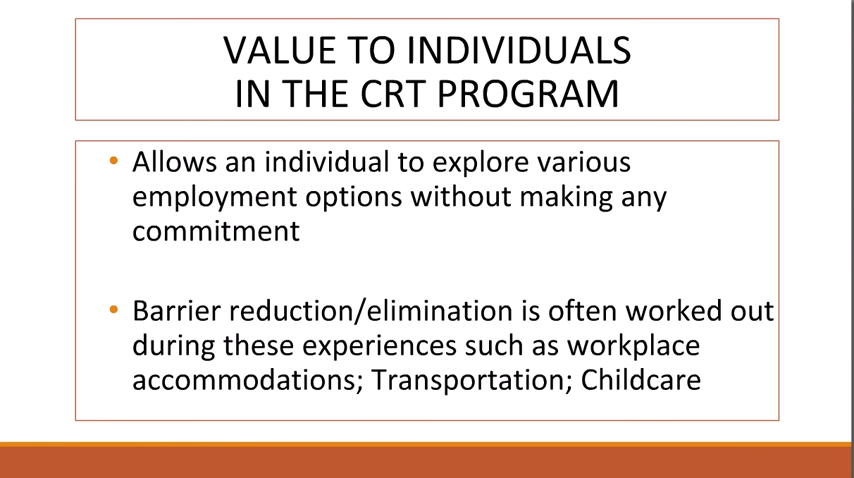 VALUE TO INDIVIDUALS
IN THE CRT PROGRAM
• Allows an individual to explore various
employment options without making any
commitment
• Barrier reduction/elimination is often worked out
during these experiences such as workplace
accommodations; Transportation; Childcare